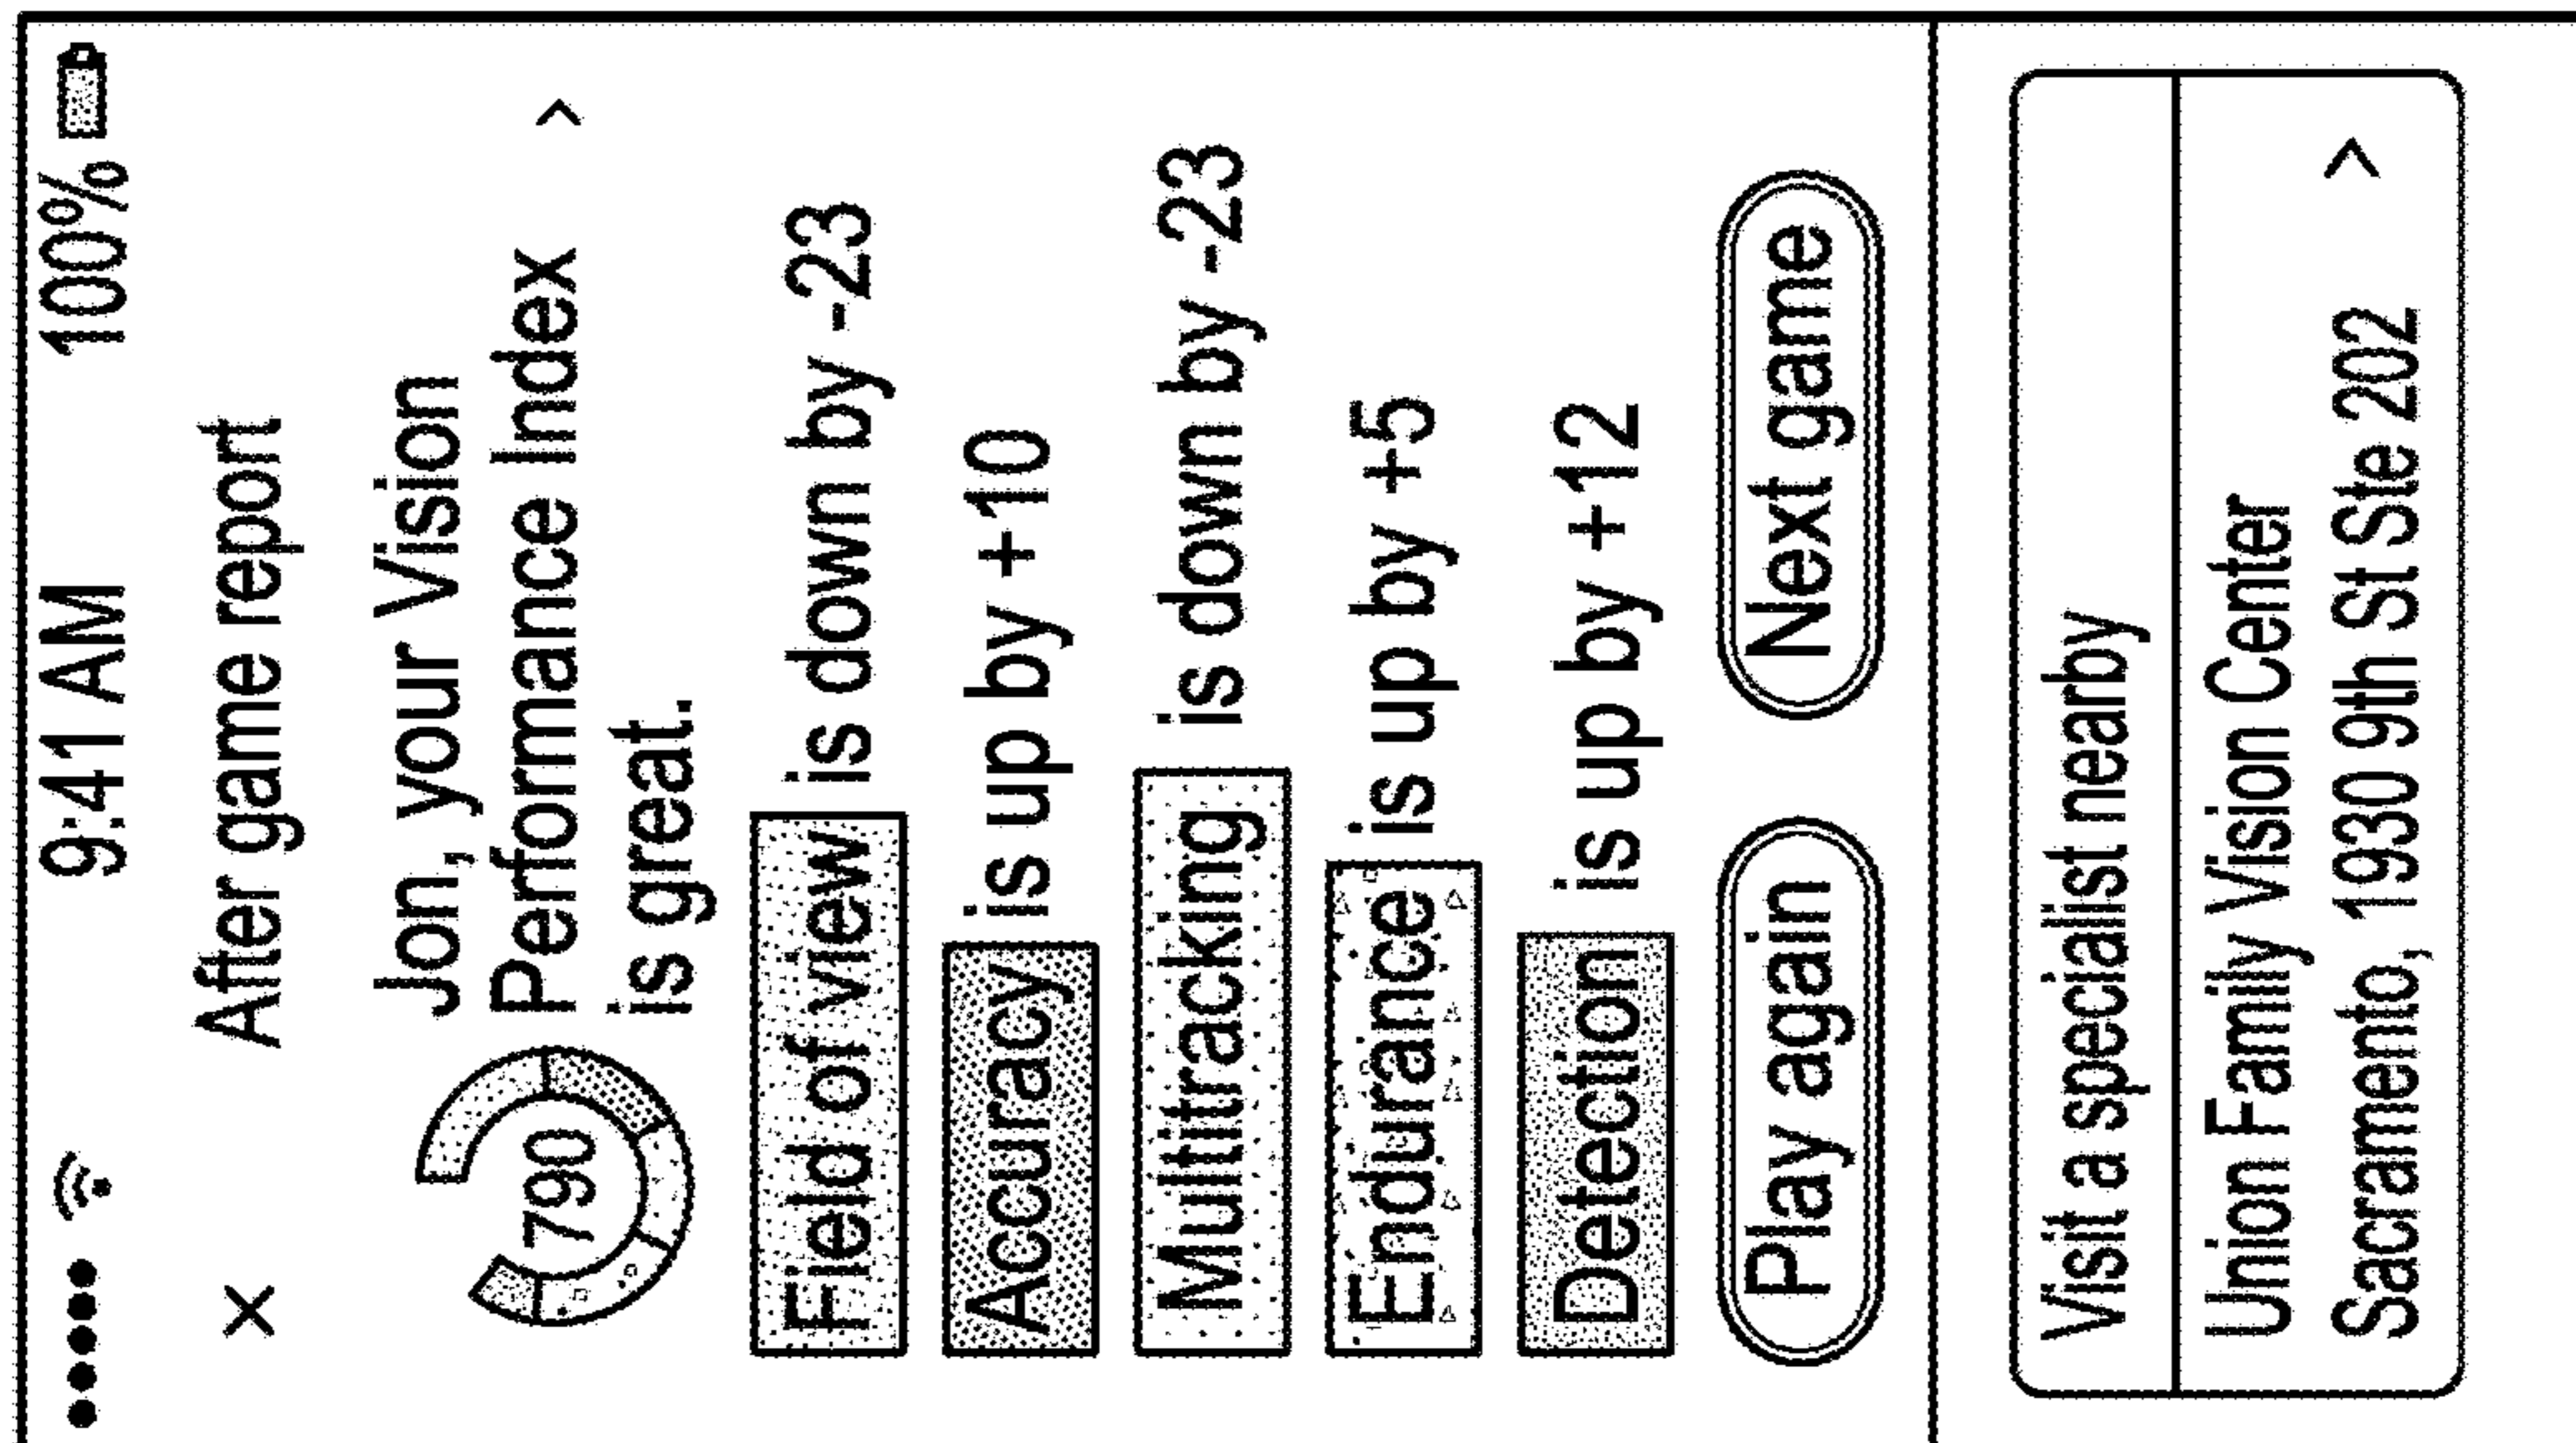 9:41 AM 100%
× After game report
790
Jon, your Vision
Performance Index >
is great.
Field of view is down by -23
Accuracy is up by +10
Multitracking is down by -23
Endurance is up by +5
Detection is up by +12
Play again Next game
Visit a specialist nearby
Union Family Vision Center
Sacramento, 1930 9th St Ste 202 >